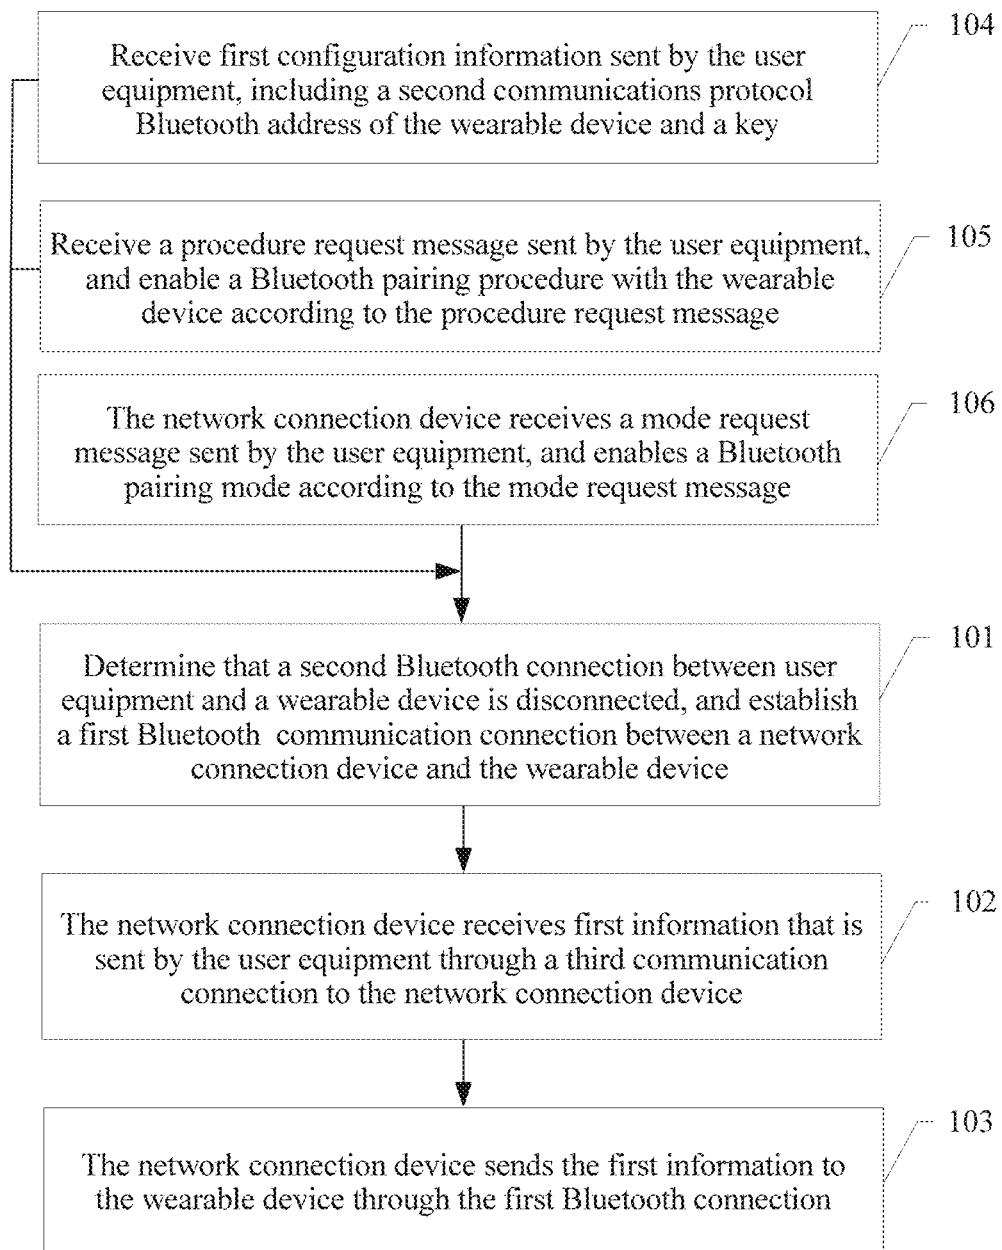 104
Receive first configuration information sent by the user
equipment, including a second communications protocol
Bluetooth address of the wearable device and a key
105
Receive a procedure request message sent by the user equipment,
and enable a Bluetooth pairing procedure with the wearable
device according to the procedure request message
106
The network connection device receives a mode request
message sent by the user equipment, and enables a Bluetooth
pairing mode according to the mode request message
101
Determine that a second Bluetooth connection between user
equipment and a wearable device is disconnected, and establish
a first Bluetooth communication connection between a network
connection device and the wearable device
102
The network connection device receives first information that is
sent by the user equipment through a third communication
connection to the network connection device
103
The network connection device sends the first information to
the wearable device through the first Bluetooth connection